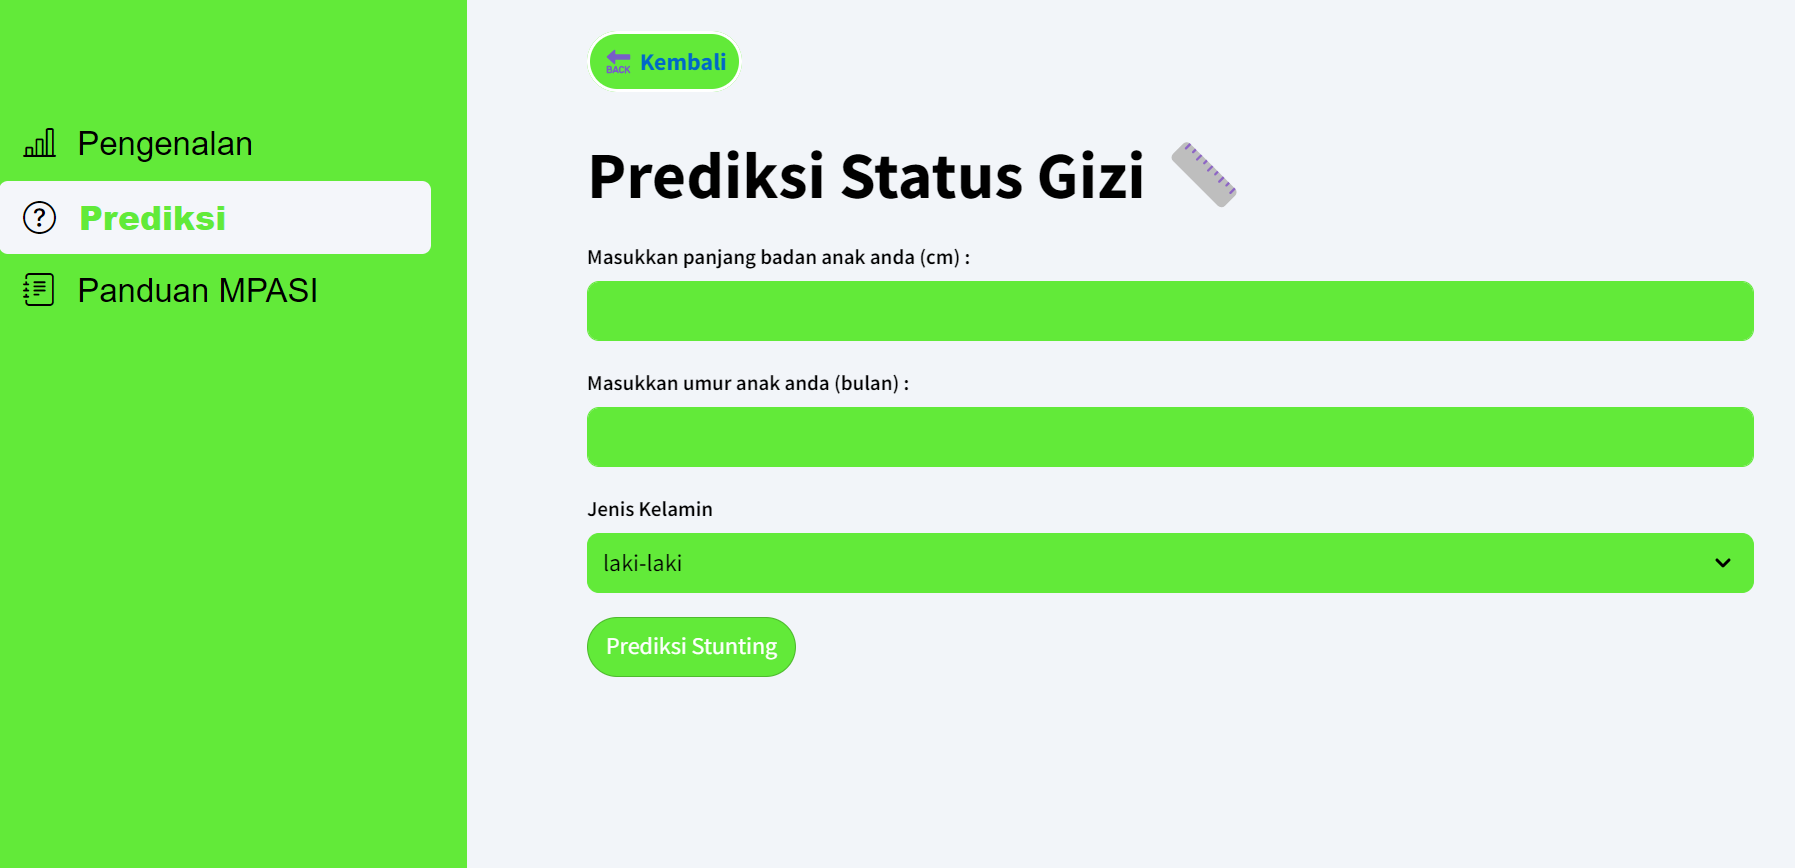 Pengenalan
Prediksi
Panduan MPASI
BACK Kembali
Prediksi Status Gizi
Masukkan panjang badan anak anda (cm) :
Masukkan umur anak anda (bulan) :
Jenis Kelamin
laki-laki
Prediksi Stunting